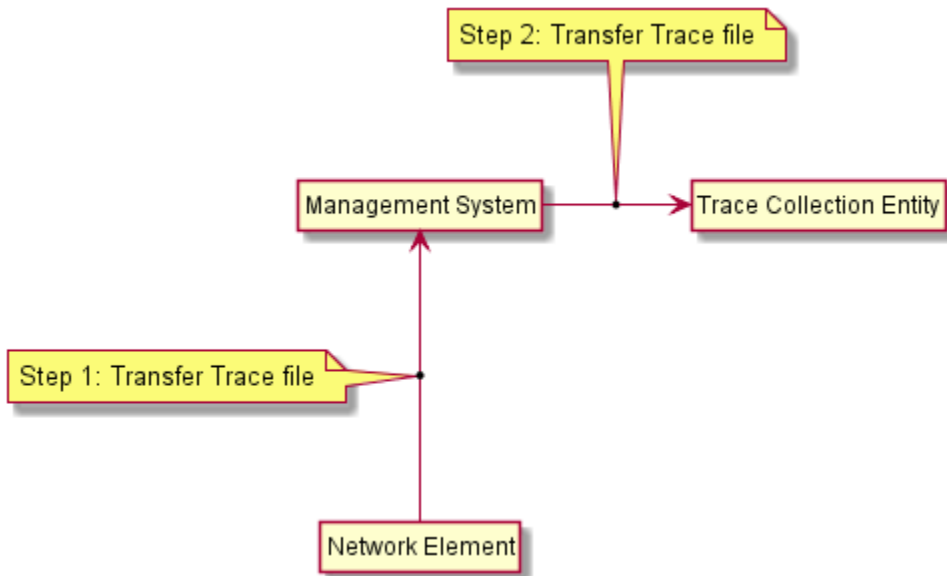 Step 2: Transfer Trace file
Management System
Trace Collection Entity
Step 1: Transfer Trace file
Network Element